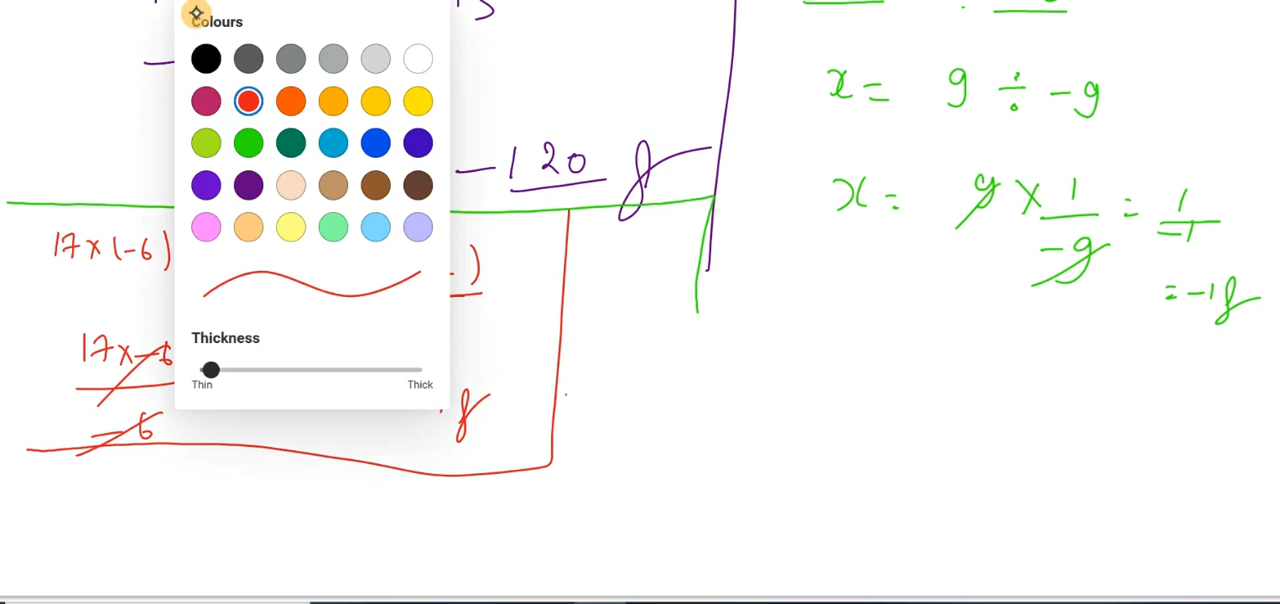 Colours
Thickness
Thin Thick
-120
17 x (-6)
)
17 x -6
-6
x = 9 ÷ -9
x = 9 x 1 = 1
-9 -1
= -1